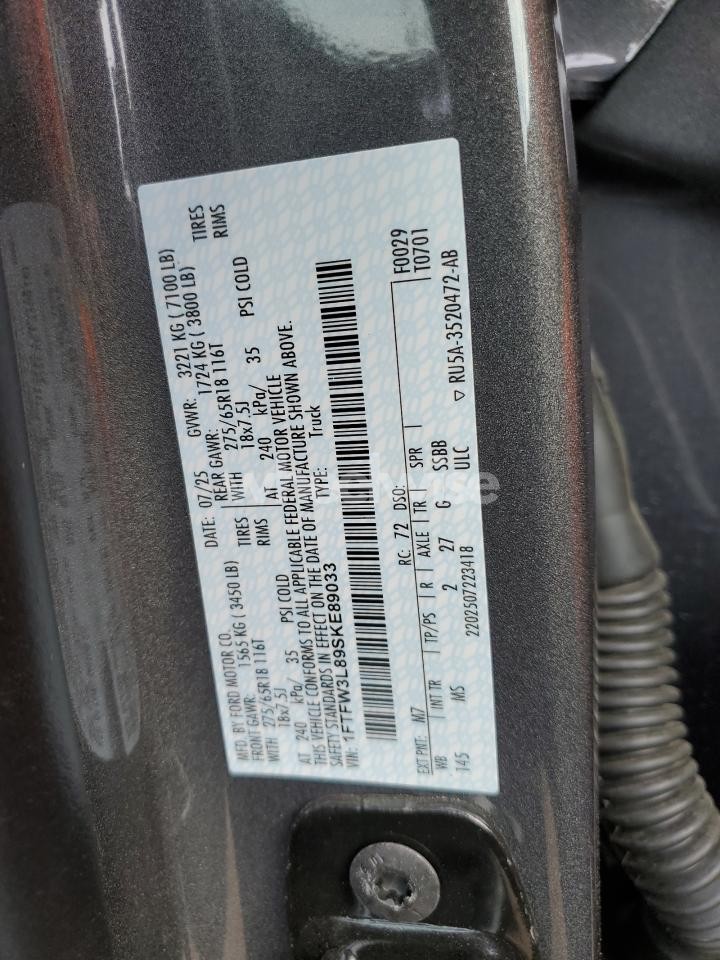 MFD. BY FORD MOTOR CO. DATE: 07/25 GVWR: 3221 KG ( 7100 LB)
FRONT GAWR: 1565 KG ( 3450 LB) REAR GAWR: 1724 KG ( 3800 LB)
WITH 275/65R18 116T TIRES WITH 275/65R18 116T TIRES
18x7.5J RIMS 18x7.5J RIMS
AT 240 kPa/ 35 PSI COLD AT 240 kPa/ 35 PSI COLD
THIS VEHICLE CONFORMS TO ALL APPLICABLE FEDERAL MOTOR VEHICLE
SAFETY STANDARDS IN EFFECT ON THE DATE OF MANUFACTURE SHOWN ABOVE.
VIN: 1FTFW3L89SKE89033 TYPE: Truck
F0029
EXT PNT: M7 RC: 72 DSO: T0701
WB INT TR TP/PS R AXLE TR SPR
145 MS 2 27 G SSBB
2202507223418 ULC ▽ RU5A-3520472-AB